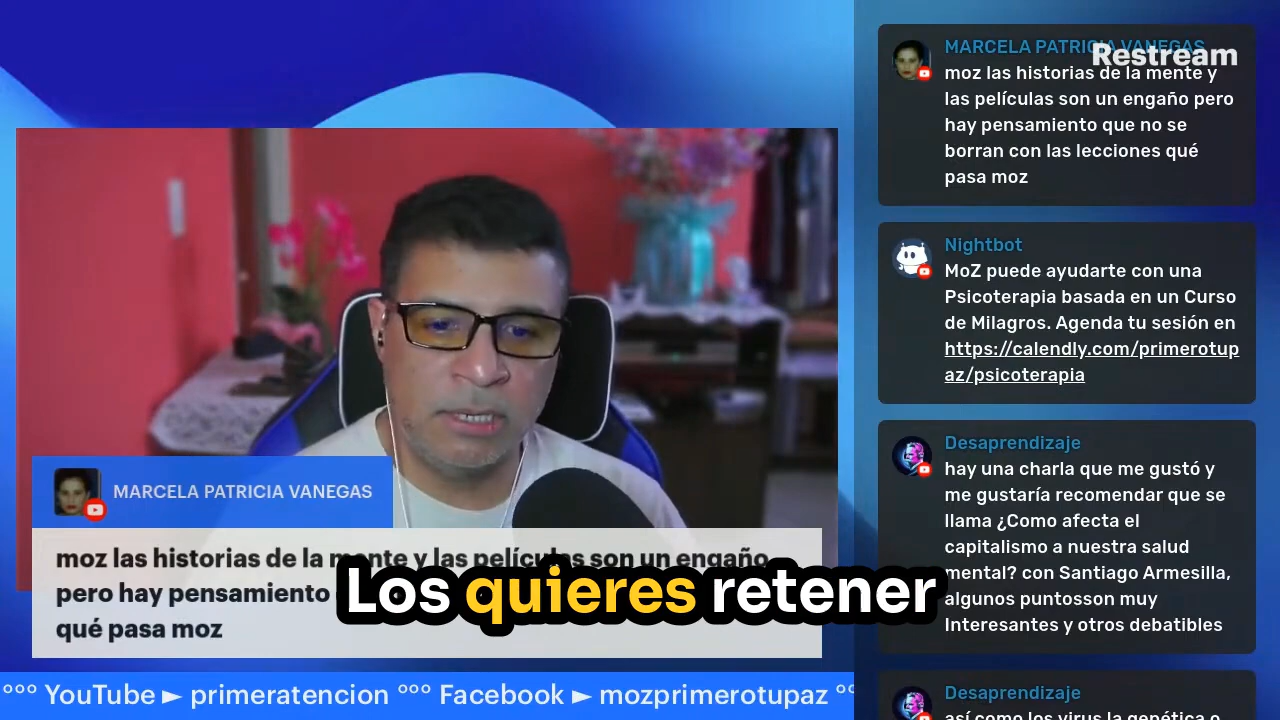 MARCELA PATRICIA VANEGAS
Restream
moz las historias de la mente y
las películas son un engaño pero
hay pensamiento que no se
borran con las lecciones qué
pasa moz
Nightbot
MoZ puede ayudarte con una
Psicoterapia basada en un Curso
de Milagros. Agenda tu sesión en
https://calendly.com/primerotup
az/psicoterapia
Desaprendizaje
hay una charla que me gustó y
me gustaría recomendar que se
llama ¿Como afecta el
capitalismo a nuestra salud
mental? con Santiago Armesilla,
algunos puntosson muy
Interesantes y otros debatibles
Desaprendizaje
así como los virus la genética o
MARCELA PATRICIA VANEGAS
moz las historias de la mente y las películas son un engaño
pero hay pensamiento
qué pasa moz
Los quieres retener
°°° YouTube ► primeratencion °°° Facebook ► mozprimerotupaz °°